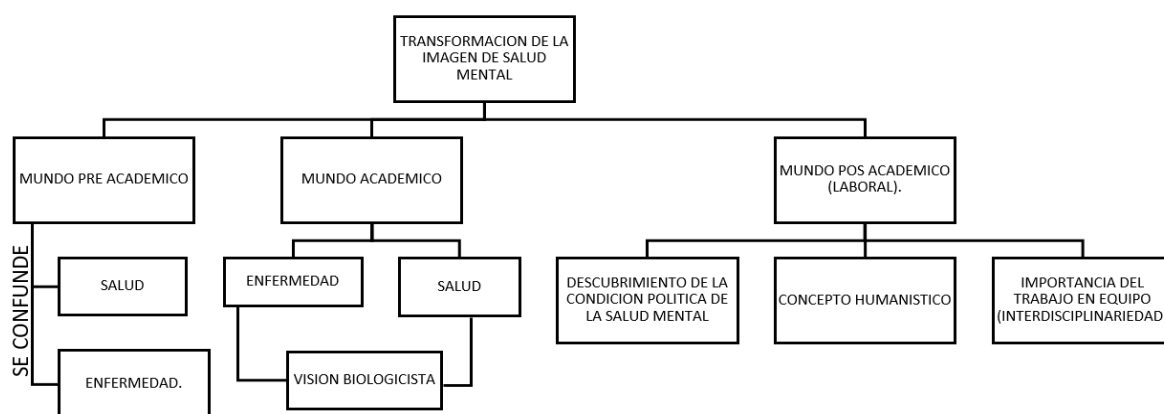 TRANSFORMACION DE LA
IMAGEN DE SALUD
MENTAL
MUNDO PRE ACADEMICO
MUNDO ACADEMICO
MUNDO POS ACADEMICO
(LABORAL).
SE CONFUNDE
SALUD
ENFERMEDAD.
ENFERMEDAD
SALUD
VISION BIOLOGICISTA
DESCUBRIMIENTO DE LA
CONDICION POLITICA DE
LA SALUD MENTAL
CONCEPTO HUMANISTICO
IMPORTANCIA DEL
TRABAJO EN EQUIPO
(INTERDISCIPLINARIEDAD